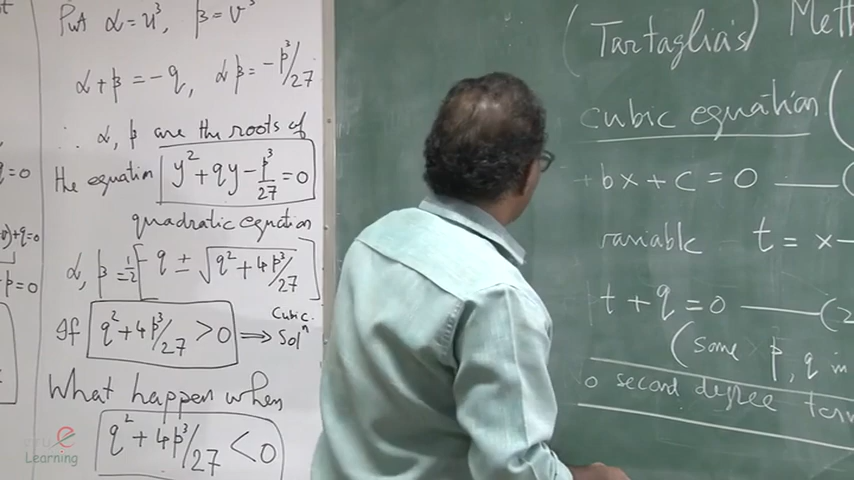 Put α = u³, β = v³
α + β = -q, α β = -p³/27
∴ α, β are the roots of
the equation y² + qy - p³/27 = 0
quadratic equation
α, β = 1/2 [-q ± √(q² + 4p³/27)]
If q² + 4p³/27 > 0 ⟹ Cubic Solⁿ
What happen when
q² + 4p³/27 < 0
q = 0
v) + q = 0
p = 0
(Tartaglia's) Meth
cubic equation (
+ bx + c = 0 — (
variable t = x -
t + q = 0 — (2
(some p, q in
o second degree term
Learning